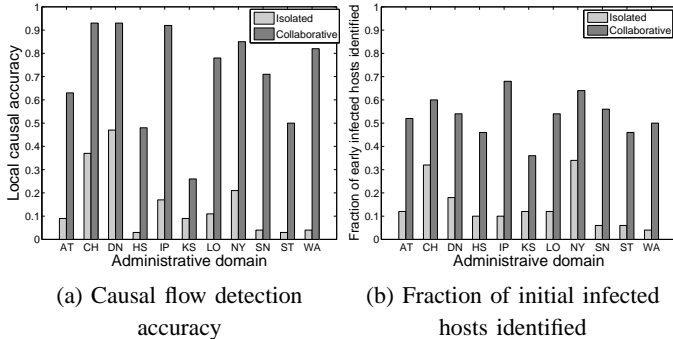 1
0.9
0.8
0.7
0.6
0.5
0.4
0.3
0.2
0.1
0
Local causal accuracy
Isolated
Collaborative
AT CH DN HS IP KS LO NY SN ST WA
Administrative domain
(a) Causal flow detection
accuracy
1
0.9
0.8
0.7
0.6
0.5
0.4
0.3
0.2
0.1
0
Fraction of early infected hosts identified
Isolated
Collaborative
AT CH DN HS IP KS LO NY SN ST WA
Administraive domain
(b) Fraction of initial infected
hosts identified